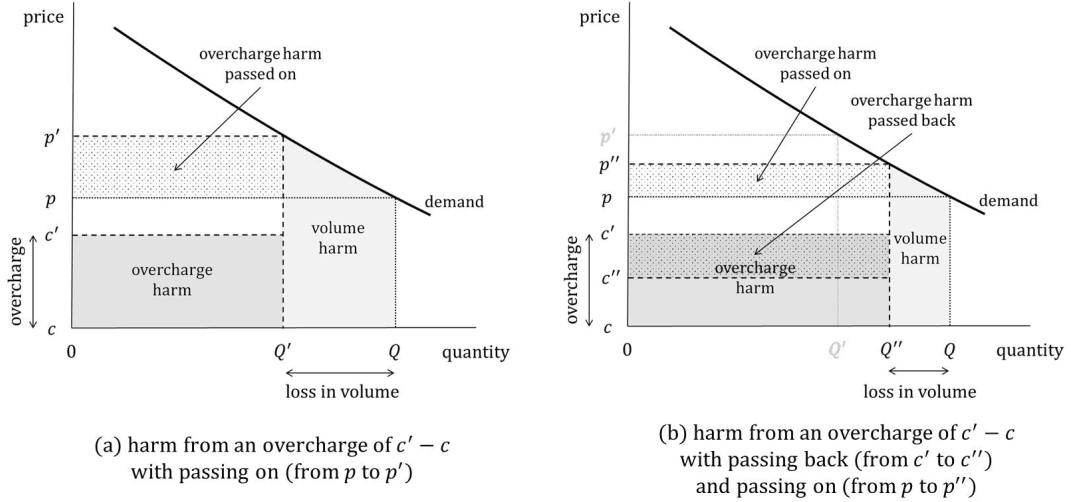 price
overcharge harm
passed on
p′
p
c′
c
overcharge
demand
volume
harm
overcharge
harm
0
Q′
Q
quantity
loss in volume
(a) harm from an overcharge of c′ − c
with passing on (from p to p′)
price
overcharge harm
passed on
overcharge harm
passed back
p′
p″
p
c′
c″
c
overcharge
demand
volume
harm
overcharge
harm
0
Q′
Q″
Q
quantity
loss in volume
(b) harm from an overcharge of c′ − c
with passing back (from c′ to c″)
and passing on (from p to p″)